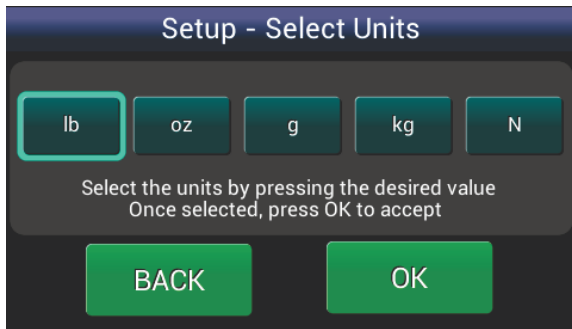 Setup - Select Units
lb oz g kg N
Select the units by pressing the desired value
Once selected, press OK to accept
BACK OK